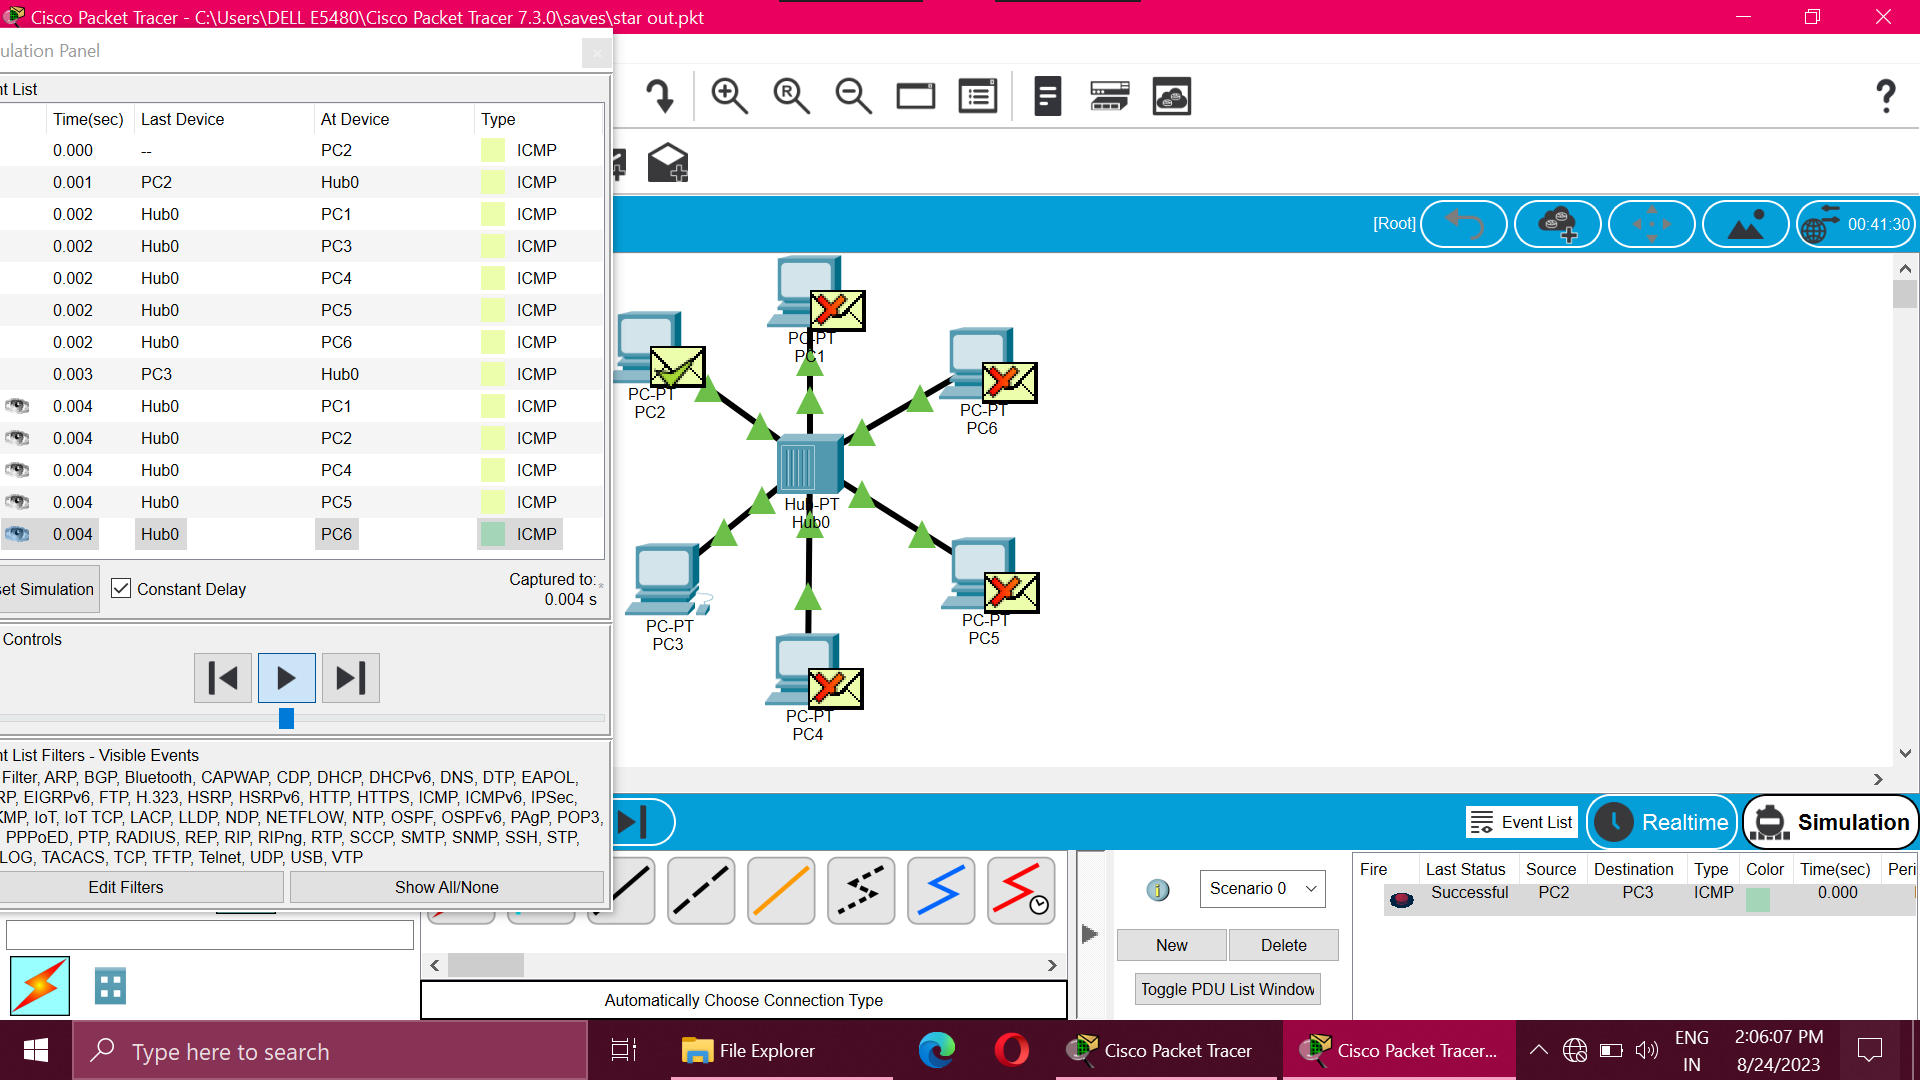 Cisco Packet Tracer - C:\Users\DELL E5480\Cisco Packet Tracer 7.3.0\saves\star out.pkt
ulation Panel
nt List
Time(sec) Last Device At Device Type
0.000 -- PC2 ICMP
0.001 PC2 Hub0 ICMP
0.002 Hub0 PC1 ICMP
0.002 Hub0 PC3 ICMP
0.002 Hub0 PC4 ICMP
0.002 Hub0 PC5 ICMP
0.002 Hub0 PC6 ICMP
0.003 PC3 Hub0 ICMP
0.004 Hub0 PC1 ICMP
0.004 Hub0 PC2 ICMP
0.004 Hub0 PC4 ICMP
0.004 Hub0 PC5 ICMP
0.004 Hub0 PC6 ICMP
set Simulation Constant Delay Captured to: *
0.004 s
Controls
nt List Filters - Visible Events
Filter, ARP, BGP, Bluetooth, CAPWAP, CDP, DHCP, DHCPv6, DNS, DTP, EAPOL,
RP, EIGRPv6, FTP, H.323, HSRP, HSRPv6, HTTP, HTTPS, ICMP, ICMPv6, IPSec,
KMP, IoT, IoT TCP, LACP, LLDP, NDP, NETFLOW, NTP, OSPF, OSPFv6, PAgP, POP3,
PPPoED, PTP, RADIUS, REP, RIP, RIPng, RTP, SCCP, SMTP, SNMP, SSH, STP,
LOG, TACACS, TCP, TFTP, Telnet, UDP, USB, VTP
Edit Filters Show All/None
R
?
[Root] 00:41:30
PC-PT
PC1
PC-PT
PC2
PC-PT
PC6
Hub-PT
Hub0
PC-PT
PC3
PC-PT
PC5
PC-PT
PC4
Event List Realtime Simulation
Automatically Choose Connection Type
Scenario 0
New Delete
Toggle PDU List Window
Fire Last Status Source Destination Type Color Time(sec) Peri
Successful PC2 PC3 ICMP 0.000
Type here to search
File Explorer
Cisco Packet Tracer
Cisco Packet Tracer...
ENG
IN
2:06:07 PM
8/24/2023